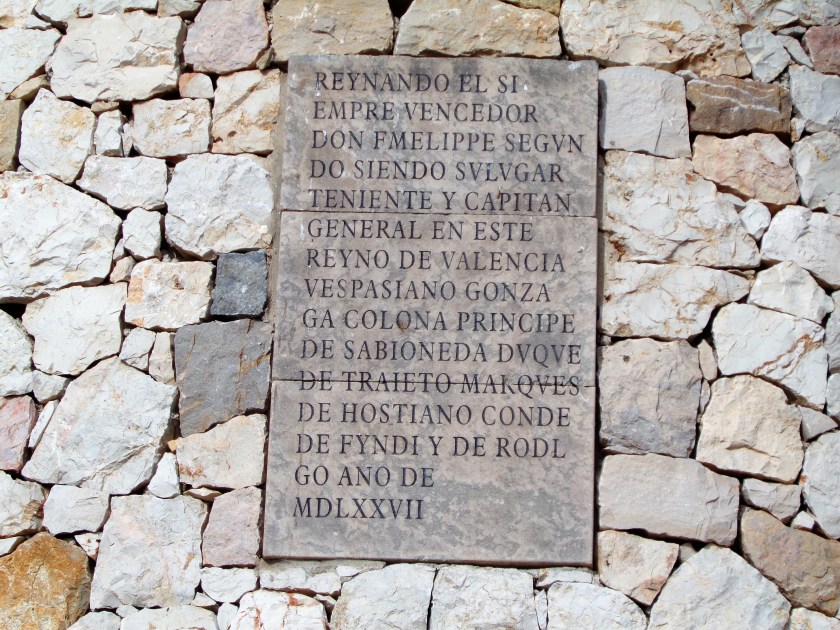 REYNANDO EL SI
EMPRE VENCEDOR
DON FMELIPPE SEGVN
DO SIENDO SVLVGAR
TENIENTE Y CAPITAN
GENERAL EN ESTE
REYNO DE VALENCIA
VESPASIANO GONZA
GA COLONA PRINCIPE
DE SABIONEDA DVQVE
DE TRAIETO MARQVES
DE HOSTIANO CONDE
DE FYNDI Y DE RODL
GO ANO DE
MDLXXVII